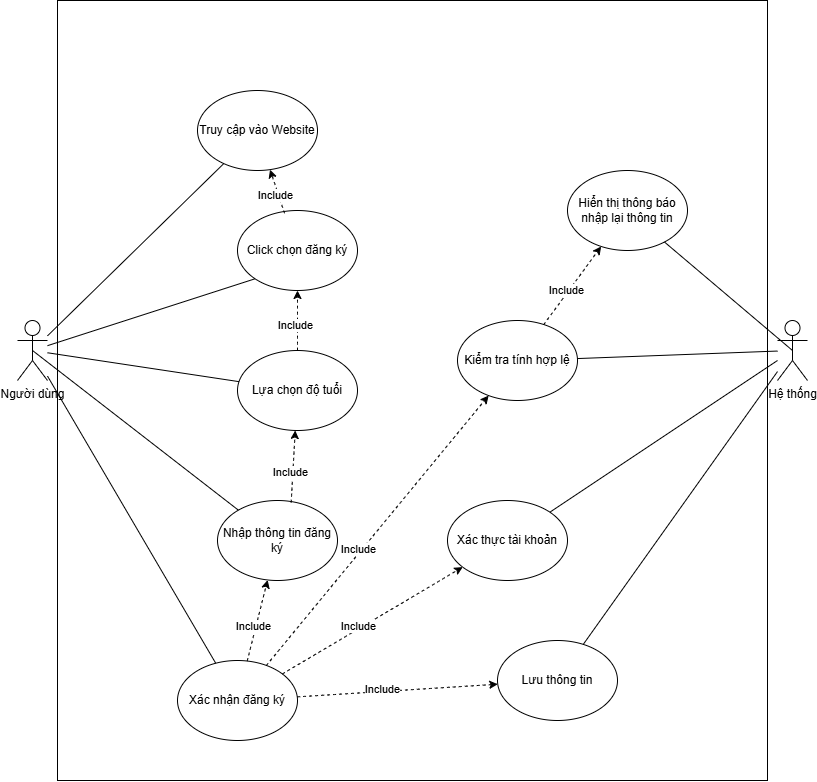 Truy cập vào Website
Include
Hiển thị thông báo
nhập lại thông tin
Click chọn đăng ký
Include
Include
Kiểm tra tính hợp lệ
Lựa chọn độ tuổi
Người dùng
Hệ thống
Include
Nhập thông tin đăng
ký
Include
Xác thực tài khoản
Include
Include
Xác nhận đăng ký
Include
Lưu thông tin